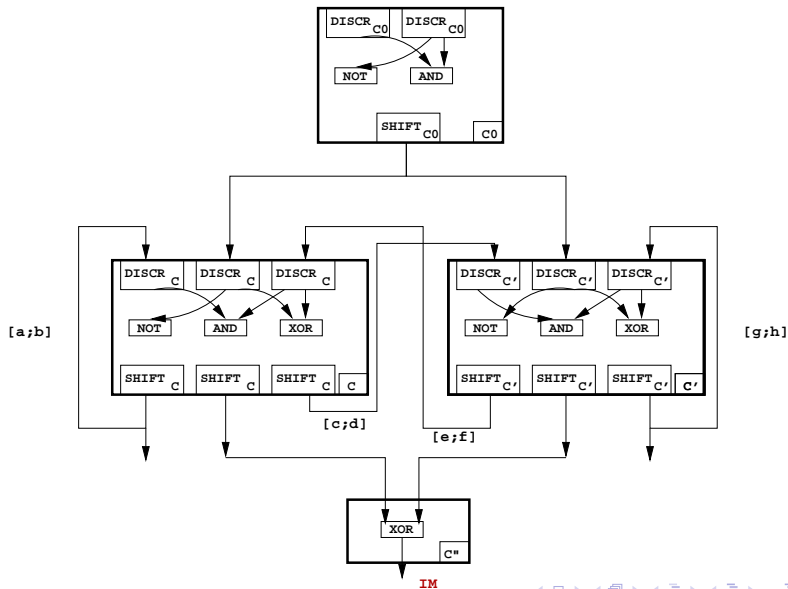 DISCR C0 DISCR C0
NOT AND
SHIFT C0 C0
DISCR C DISCR C DISCR C
DISCR C' DISCR C' DISCR C'
[a;b]
NOT AND XOR
NOT AND XOR
[g;h]
SHIFT C SHIFT C SHIFT C C
SHIFT C' SHIFT C' SHIFT C' C'
[c;d]
[e;f]
XOR
C"
IM